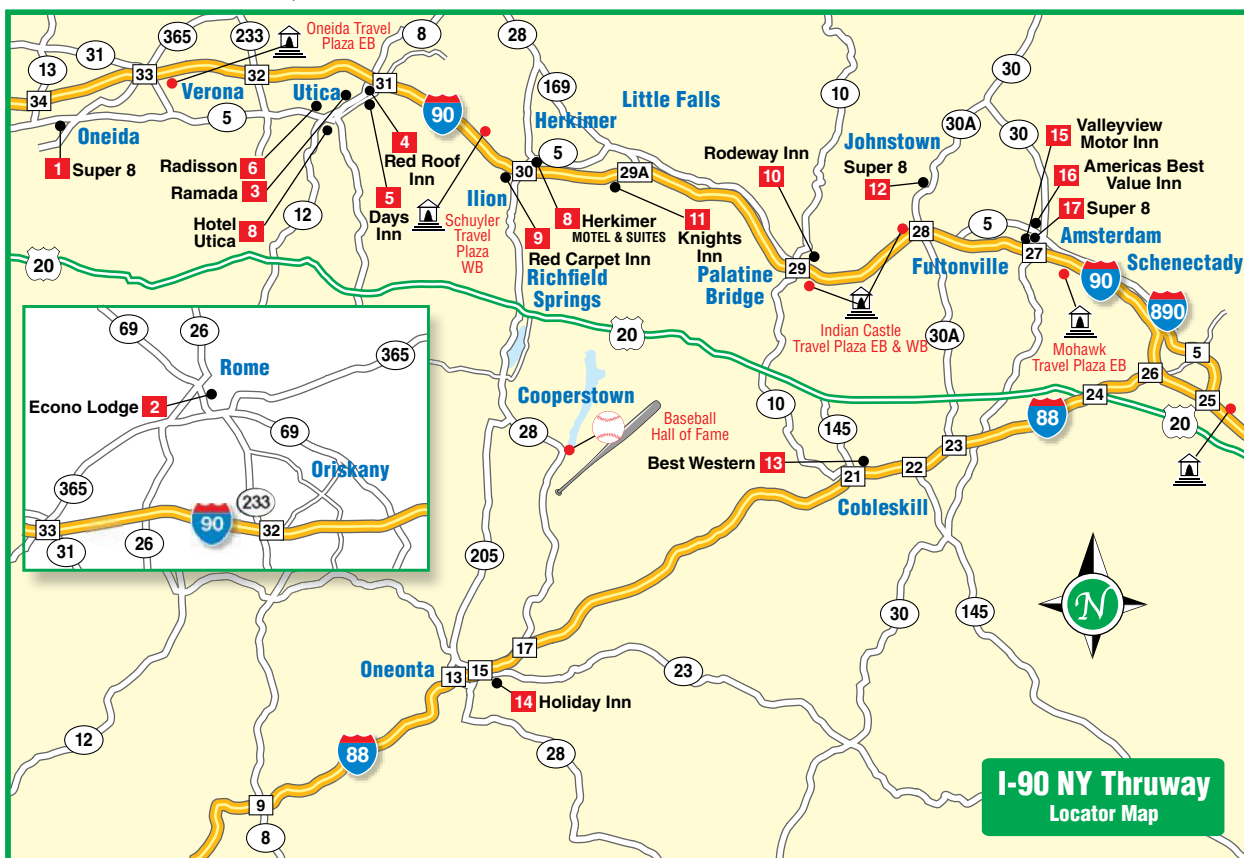 8
28
365
233
Oneida Travel
Plaza EB
31
13
33
32
31
34
Verona
Utica
90
169
Little Falls
10
30
30A
30
5
Oneida
1 Super 8
Radisson 6
Ramada 3
Hotel
Utica
8
4
Red Roof
Inn
5
Days
Inn
Ilion
Schuyler
Travel
Plaza
WB
Herkimer
5
30
29A
8 Herkimer
MOTEL & SUITES
9
Red Carpet Inn
Richfield
Springs
11
Knights
Inn
Rodeway Inn
10
Johnstown
Super 8
12
15 Valleyview
Motor Inn
16 Americas Best
Value Inn
17 Super 8
Amsterdam
Schenectady
5
28
27
29
Palatine
Bridge
Fultonville
90
890
12
20
20
Indian Castle
Travel Plaza EB & WB
30A
Mohawk
Travel Plaza EB
5
26
24
25
20
69
26
365
Rome
Econo Lodge 2
69
Oriskany
365
233
90
33
32
31
26
Cooperstown
28
Baseball
Hall of Fame
10
145
88
23
22
21
Best Western 13
Cobleskill
205
30
145
N
17
Oneonta
13
15
14 Holiday Inn
23
12
88
28
9
8
I-90 NY Thruway
Locator Map